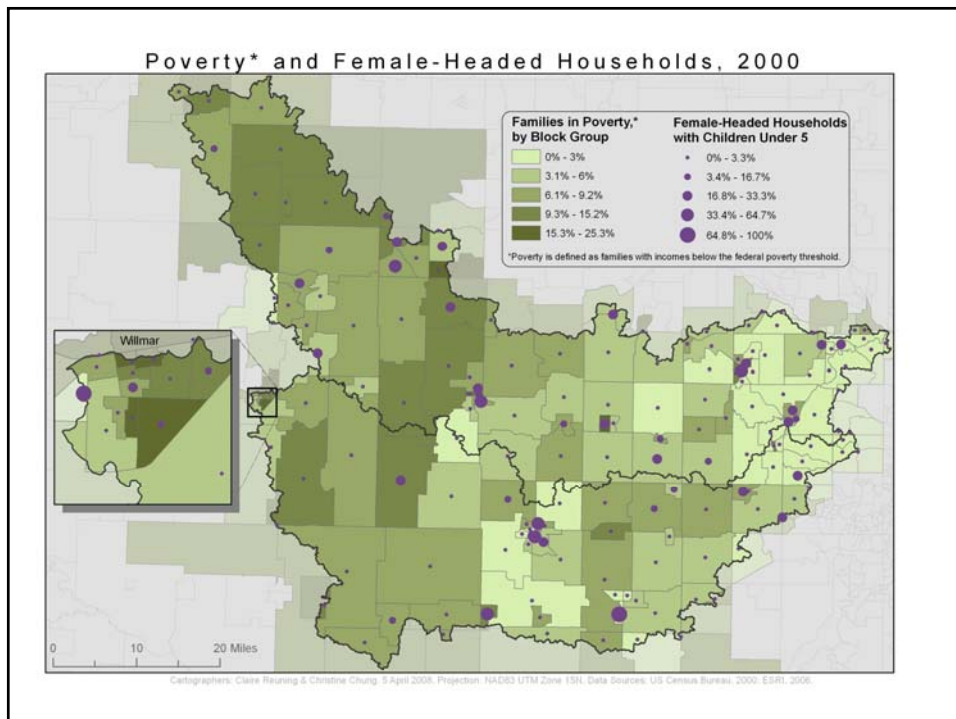 Poverty* and Female-Headed Households, 2000
Families in Poverty,*
by Block Group
0% - 3%
3.1% - 6%
6.1% - 9.2%
9.3% - 15.2%
15.3% - 25.3%
Female-Headed Households
with Children Under 5
0% - 3.3%
3.4% - 16.7%
16.8% - 33.3%
33.4% - 64.7%
64.8% - 100%
*Poverty is defined as families with incomes below the federal poverty threshold.
Willmar
0 10 20 Miles
Cartographers: Claire Reuning & Christine Chung. 5 April 2008. Projection: NAD83 UTM Zone 15N. Data Sources: US Census Bureau, 2000. ESRI, 2006.